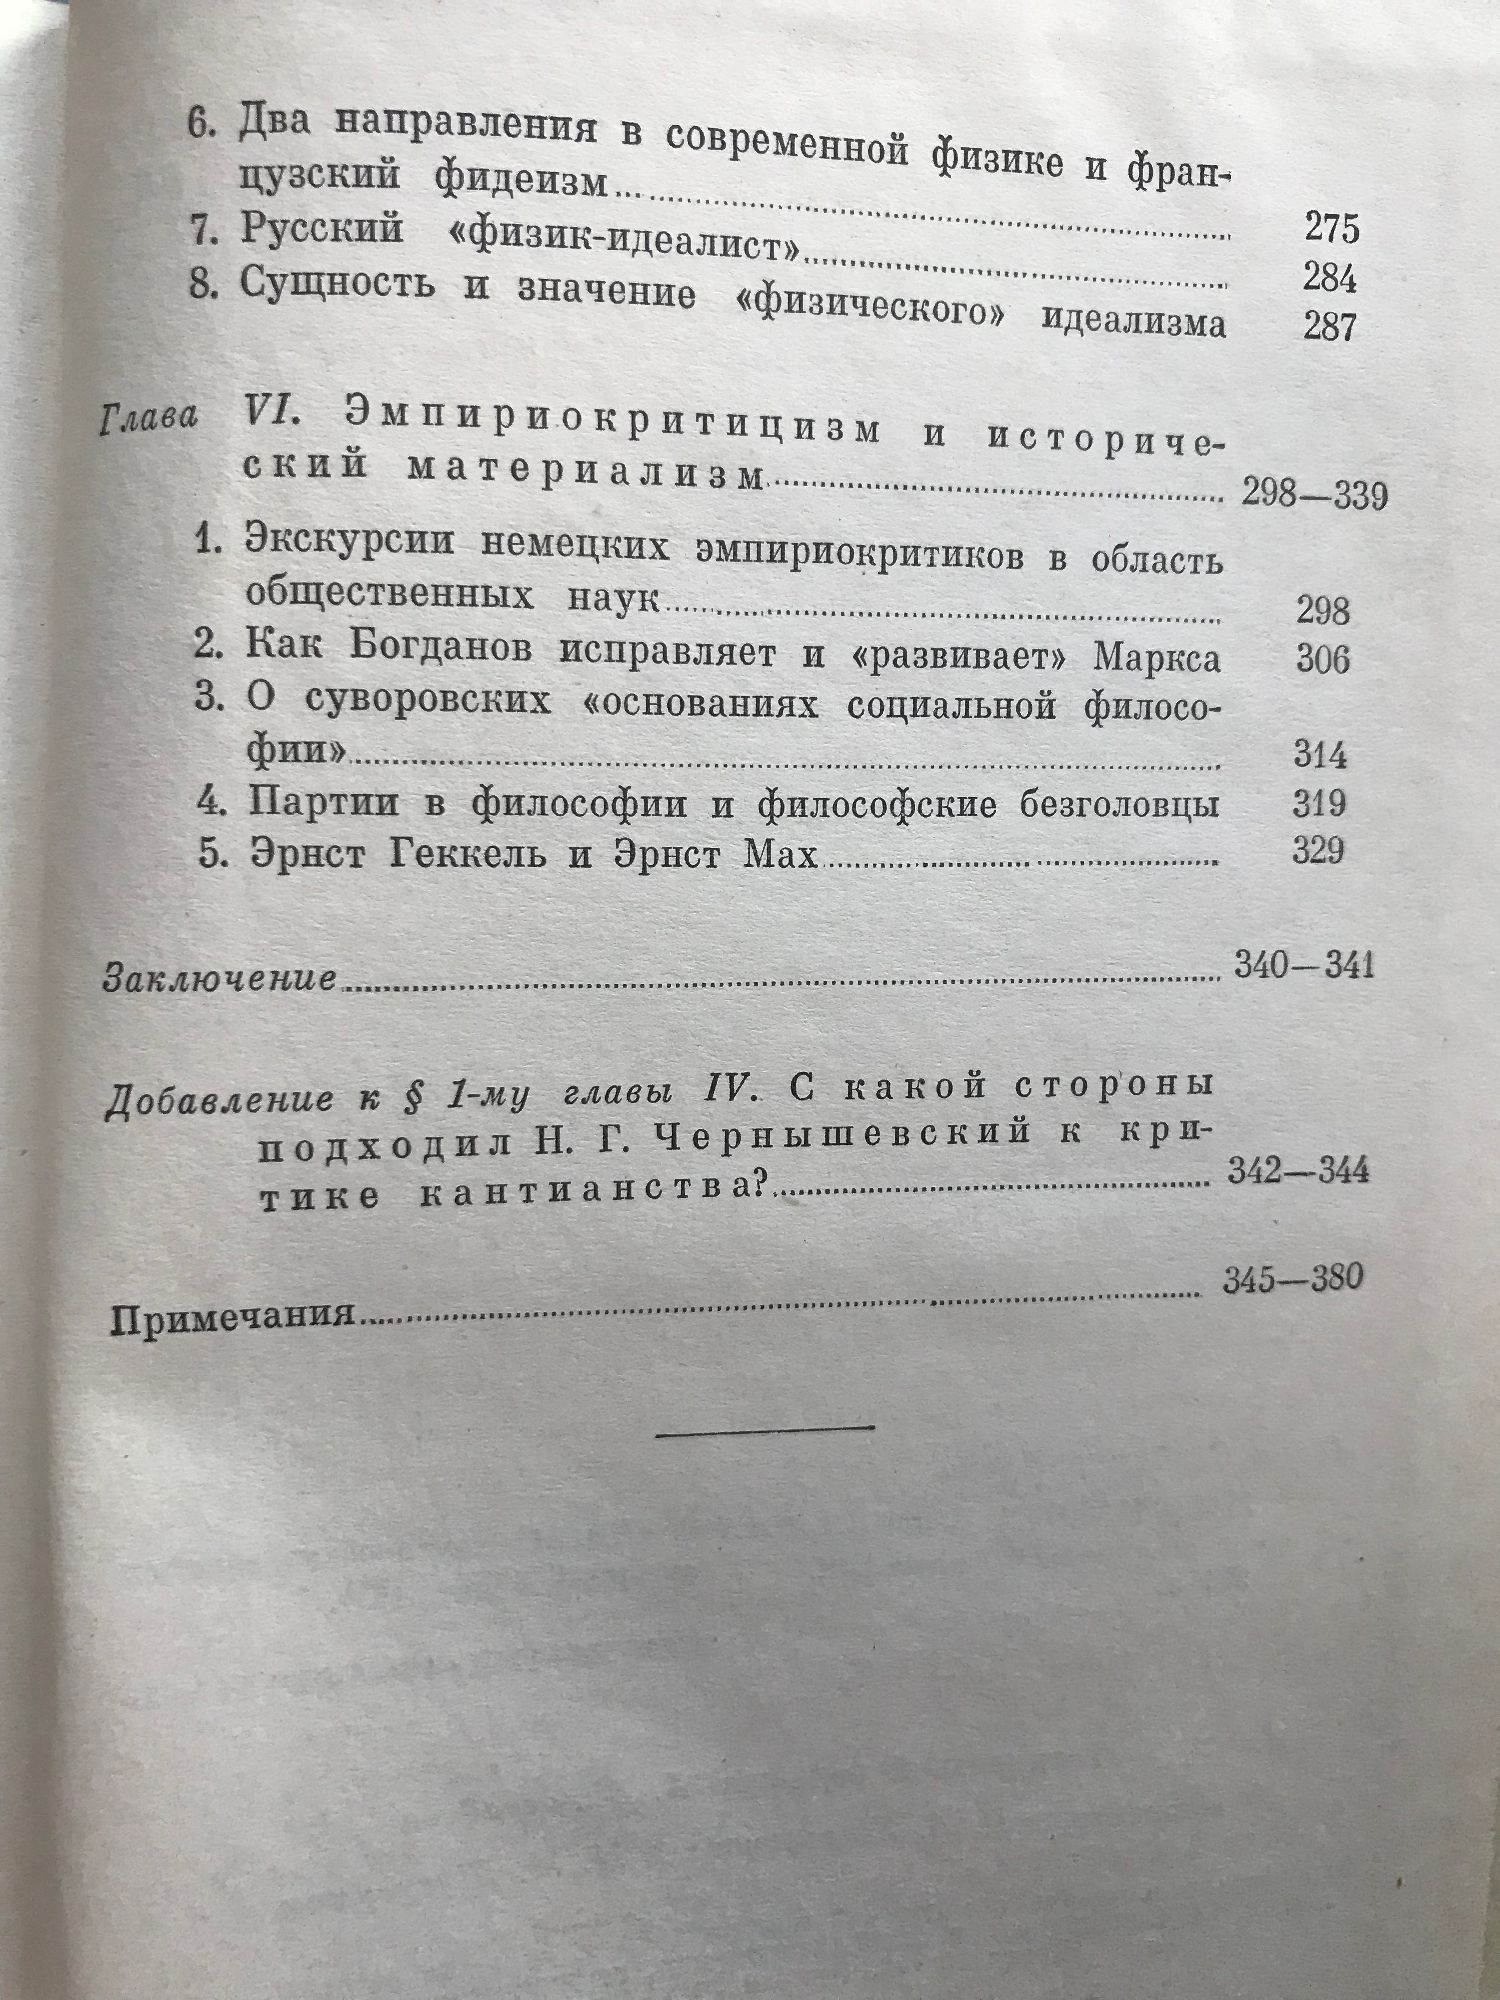 6. Два направления в современной физике и фран-
цузский фидеизм 275
7. Русский «физик-идеалист» 284
8. Сущность и значение «физического» идеализма 287
Глава VI. Эмпириокритицизм и историче-
ский материализм 298—339
1. Экскурсии немецких эмпириокритиков в область
общественных наук 298
2. Как Богданов исправляет и «развивает» Маркса 306
3. О суворовских «основаниях социальной филосо-
фии» 314
4. Партии в философии и философские безголовцы 319
5. Эрнст Геккель и Эрнст Мах 329
Заключение 340—341
Добавление к § 1-му главы IV. С какой стороны
подходил Н. Г. Чернышевский к кри-
тике кантианства? 342—344
Примечания 345—380